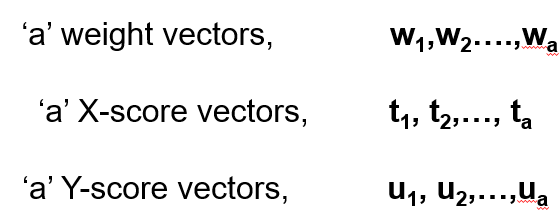 ‘a’ weight vectors, w₁,w₂….,wₐ
‘a’ X-score vectors, t₁, t₂,…, tₐ
‘a’ Y-score vectors, u₁, u₂,…,uₐ